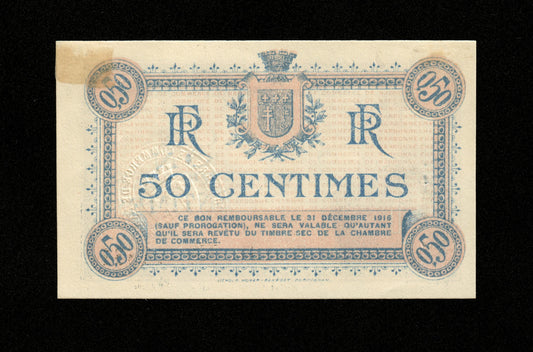 0,50
0,50
RF RF
50 CENTIMES
CE BON REMBOURSABLE LE 31 DÉCEMBRE 1916
(SAUF PROROGATION), NE SERA VALABLE QU'AUTANT
QU'IL SERA REVÊTU DU TIMBRE SEC DE LA CHAMBRE
DE COMMERCE.
0,50
0,50